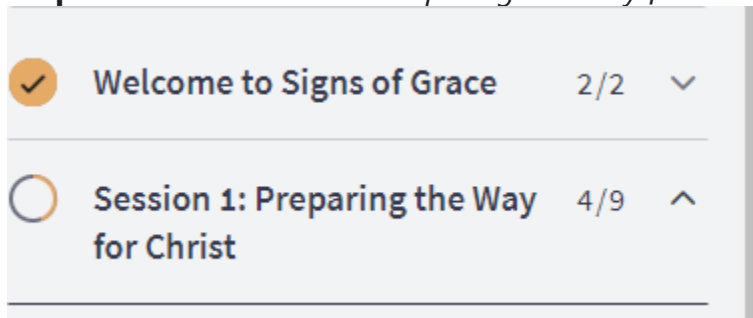 Welcome to Signs of Grace 2/2
Session 1: Preparing the Way 4/9
for Christ